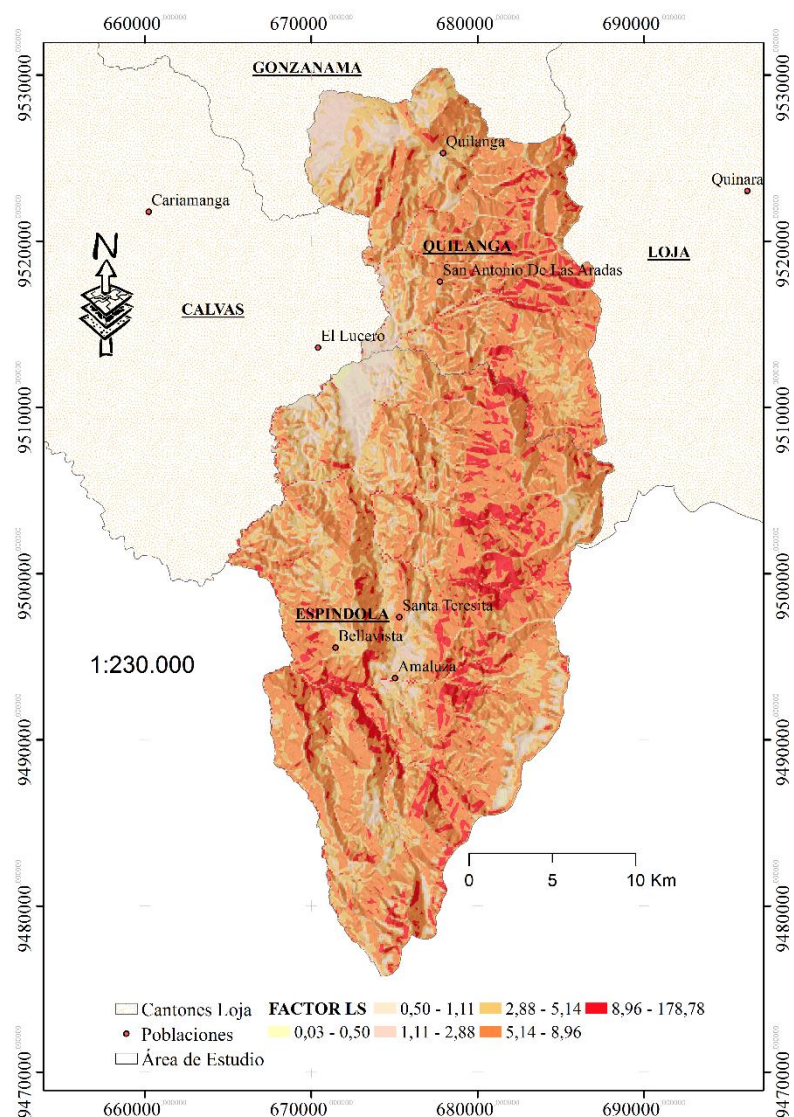 660000 670000 680000 690000
9530000
9520000
9510000
9500000
9490000
9480000
9470000
GONZANAMA
Quilanga
Quinara
Cariamanga
N
QUILANGA
LOJA
San Antonio De Las Aradas
CALVAS
El Lucero
Santa Teresita
ESPINDOLA
Bellavista
1:230.000
Amaluza
0 5 10 Km
Cantones Loja
Poblaciones
Área de Estudio
FACTOR LS
0,03 - 0,50
0,50 - 1,11
1,11 - 2,88
2,88 - 5,14
5,14 - 8,96
8,96 - 178,78
9530000
9520000
9510000
9500000
9490000
9480000
9470000
660000 670000 680000 690000